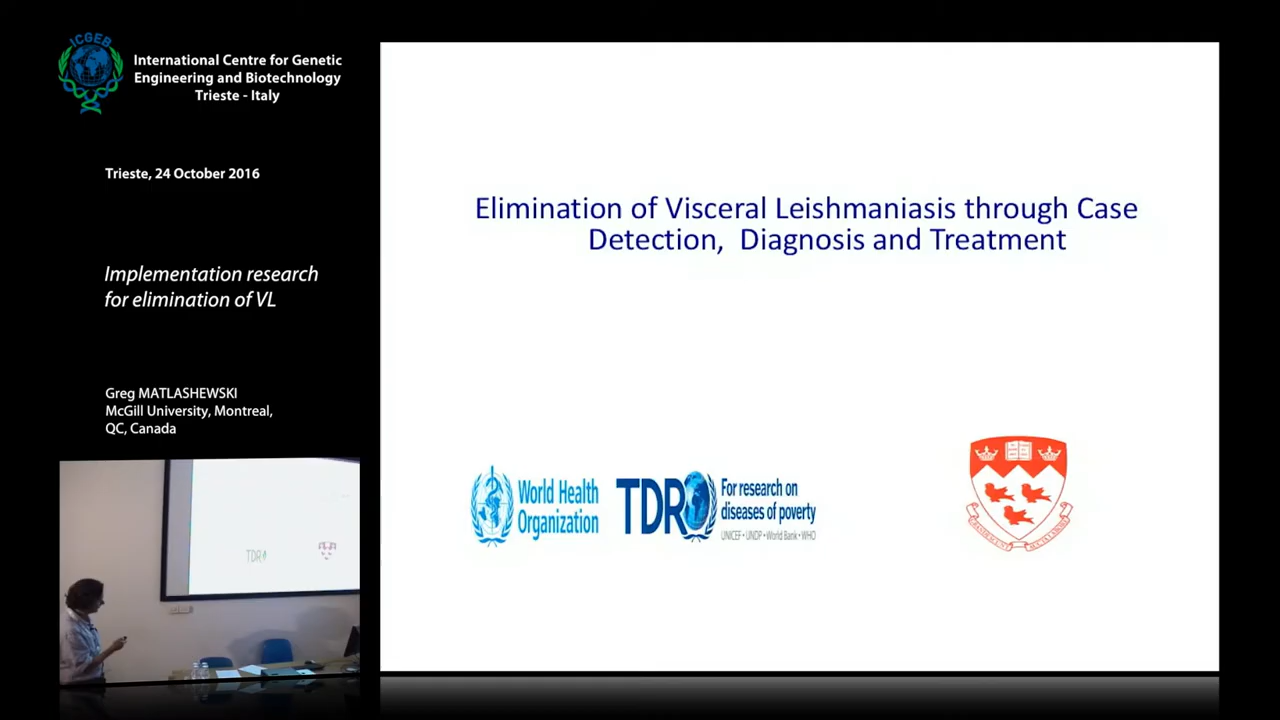 ICGEB
International Centre for Genetic
Engineering and Biotechnology
Trieste - Italy
Trieste, 24 October 2016
Implementation research
for elimination of VL
Greg MATLASHEWSKI
McGill University, Montreal,
QC, Canada
Elimination of Visceral Leishmaniasis through Case
Detection, Diagnosis and Treatment
World Health
Organization
TDR
For research on
diseases of poverty
UNICEF • UNDP • World Bank • WHO
TDR